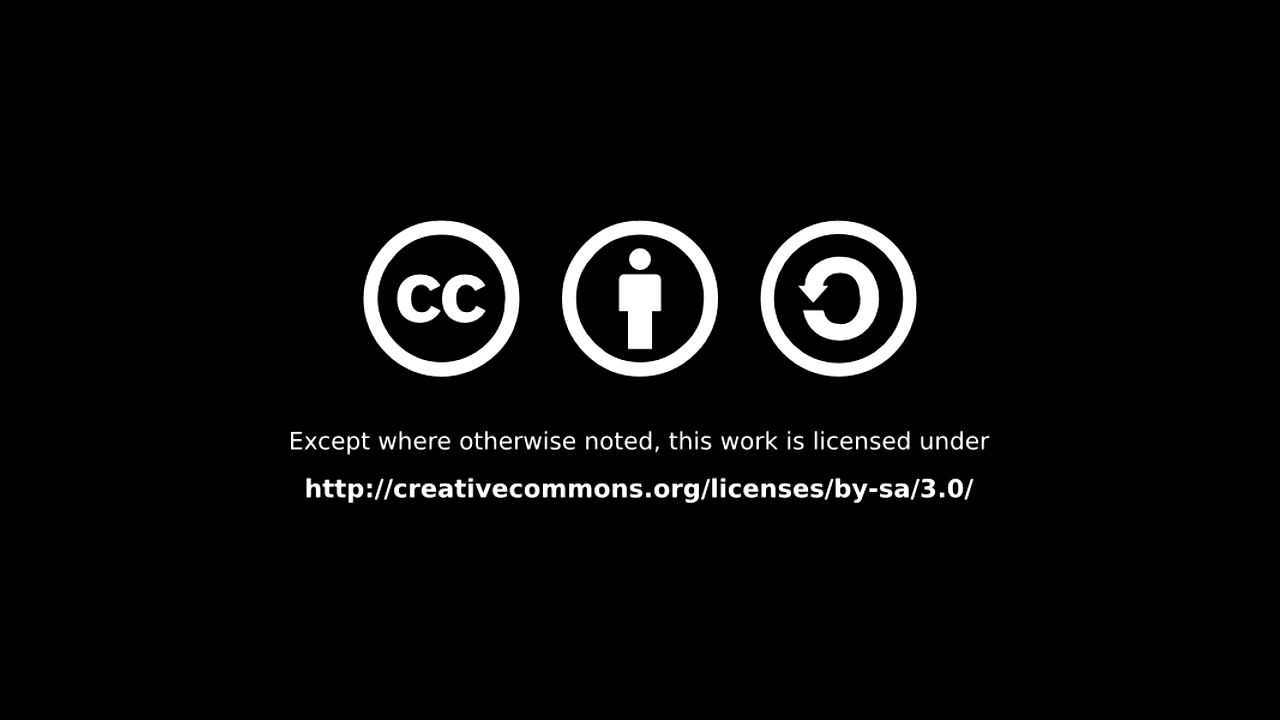 cc
Except where otherwise noted, this work is licensed under
http://creativecommons.org/licenses/by-sa/3.0/